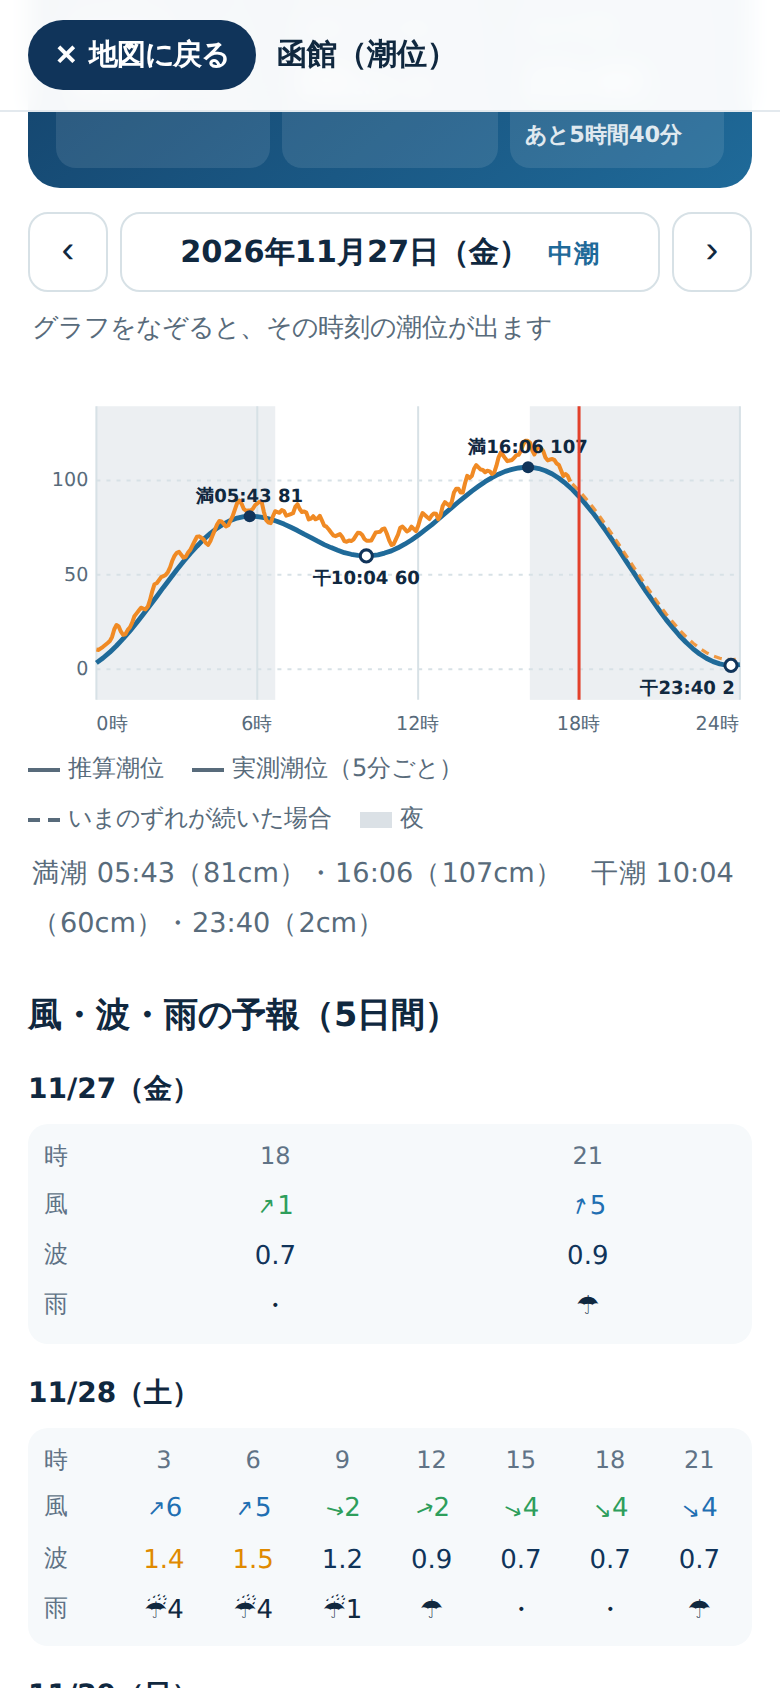 ✕ 地図に戻る 函館（潮位）
あと5時間40分
‹ 2026年11月27日（金） 中潮 ›
グラフをなぞると、その時刻の潮位が出ます
満16:06 107
100
満05:43 81
50
干10:04 60
0
干23:40 2
0時 6時 12時 18時 24時
推算潮位 実測潮位（5分ごと）
いまのずれが続いた場合 夜
満潮 05:43（81cm）・16:06（107cm） 干潮 10:04
（60cm）・23:40（2cm）
風・波・雨の予報（5日間）
11/27（金）
時 18 21
風 ↗1 ↑5
波 0.7 0.9
雨 ・ ☂
11/28（土）
時 3 6 9 12 15 18 21
風 ↗6 ↗5 →2 ↗2 ↘4 ↘4 ↘4
波 1.4 1.5 1.2 0.9 0.7 0.7 0.7
雨 ☔4 ☔4 ☔1 ☂ ・ ・ ☂